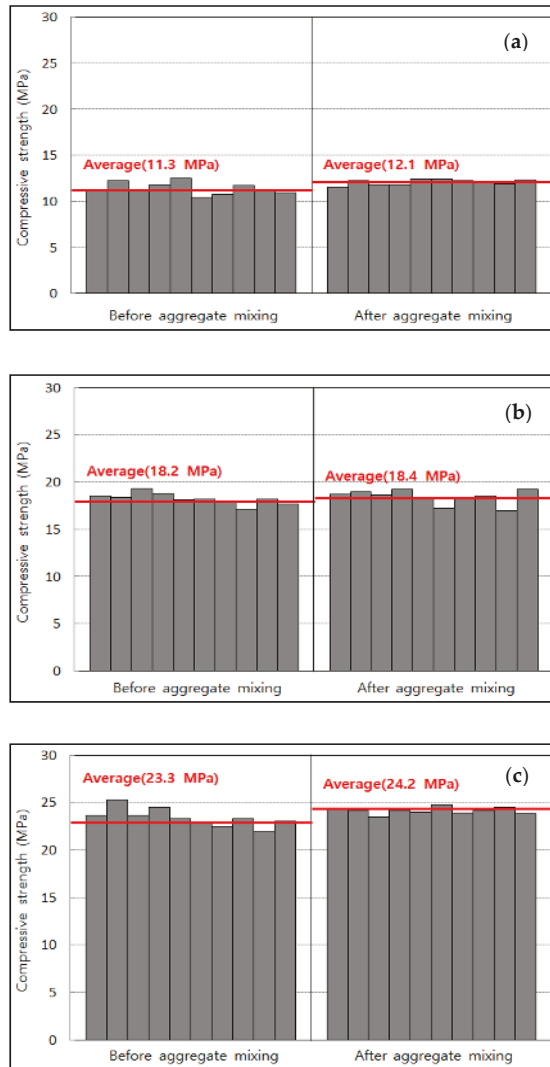 (a)
Compressive strength (MPa)
30
25
20
15
10
5
0
Average(11.3 MPa)
Average(12.1 MPa)
Before aggregate mixing
After aggregate mixing
(b)
Compressive strength (MPa)
30
25
20
15
10
5
0
Average(18.2 MPa)
Average(18.4 MPa)
Before aggregate mixing
After aggregate mixing
(c)
Compressive strength (MPa)
30
25
20
15
10
5
0
Average(23.3 MPa)
Average(24.2 MPa)
Before aggregate mixing
After aggregate mixing